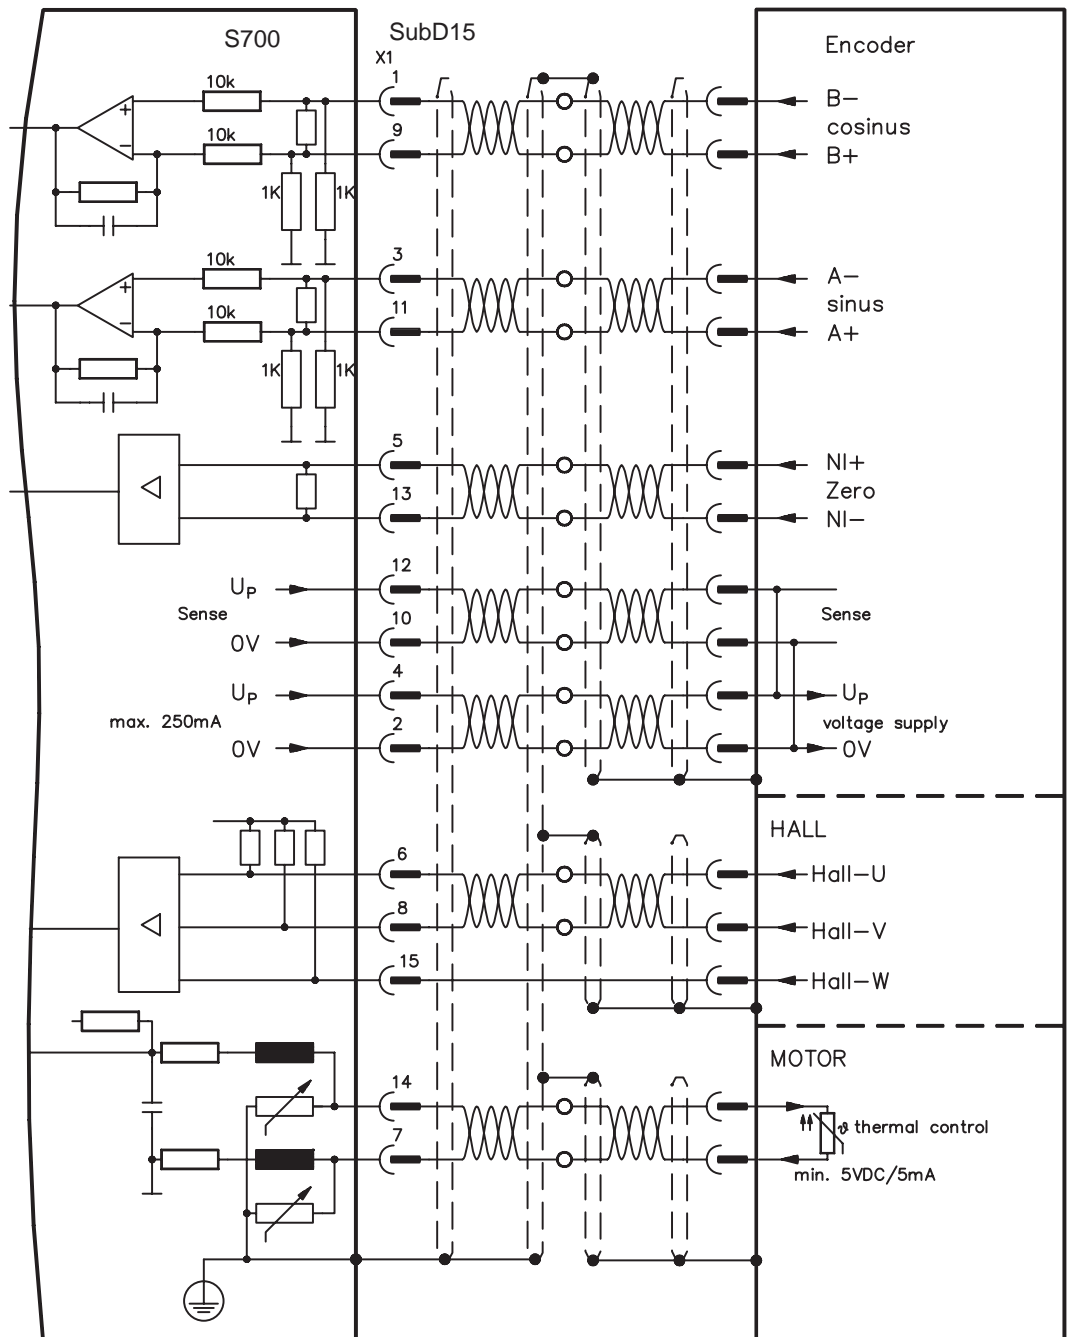 S700
SubD15
Encoder
X1
10k
1
B–
cosinus
10k
9
B+
1K
1K
10k
3
A–
sinus
10k
11
A+
1K
1K
5
NI+
Zero
13
NI–
UP
12
Sense
Sense
0V
10
UP
4
UP
max. 250mA
voltage supply
0V
2
0V
HALL
6
Hall–U
8
Hall–V
15
Hall–W
MOTOR
14
ϑ thermal control
7
min. 5VDC/5mA
+
–
+
–